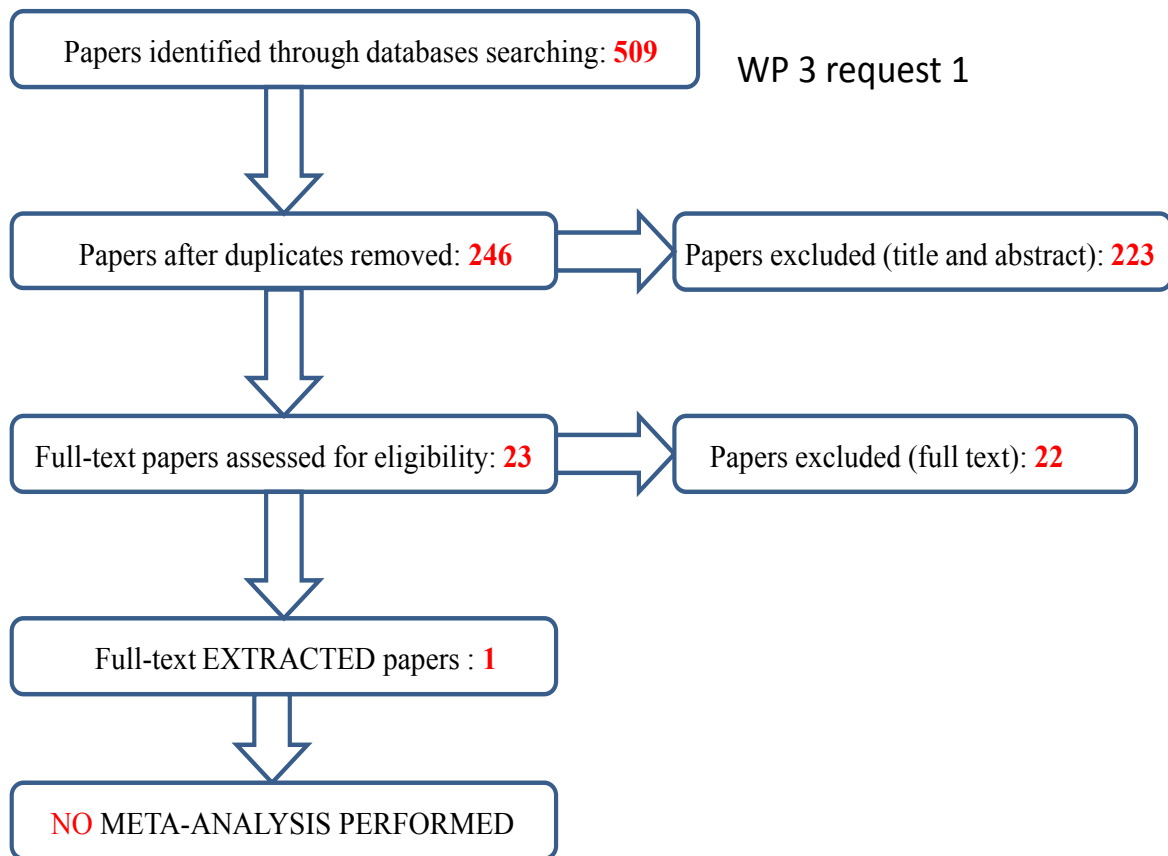 Papers identified through databases searching: 509
WP 3 request 1
Papers after duplicates removed: 246
Papers excluded (title and abstract): 223
Full-text papers assessed for eligibility: 23
Papers excluded (full text): 22
Full-text EXTRACTED papers : 1
NO META-ANALYSIS PERFORMED